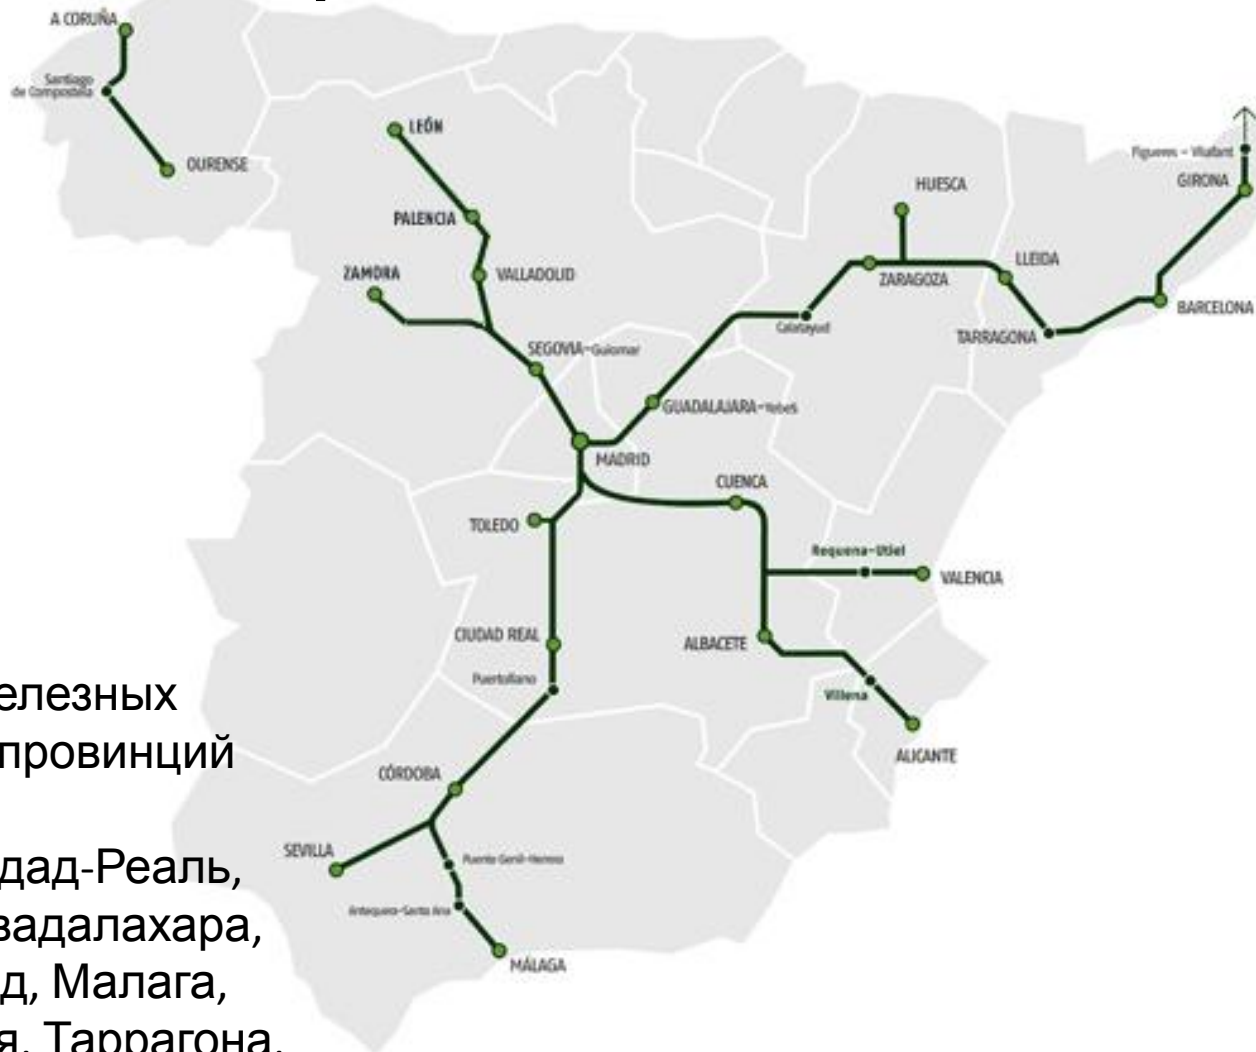 A CORUÑA
Santiago
de Compostela
OURENSE
LEÓN
PALENCIA
ZAMORA
VALLADOLID
SEGOVIA-Guiomar
HUESCA
Figueres - Vilafant
GIRONA
LLEIDA
ZARAGOZA
BARCELONA
Calatayud
TARRAGONA
GUADALAJARA-Yebes
MADRID
CUENCA
TOLEDO
Requena-Utiel
VALENCIA
CIUDAD REAL
ALBACETE
Puertollano
Villena
ALICANTE
CÓRDOBA
SEVILLA
Puente Genil-Herrera
Antequera-Santa Ana
MÁLAGA
елезных
провинций
дад-Реаль,
вадалахара,
д, Малага,
я, Таррагона,